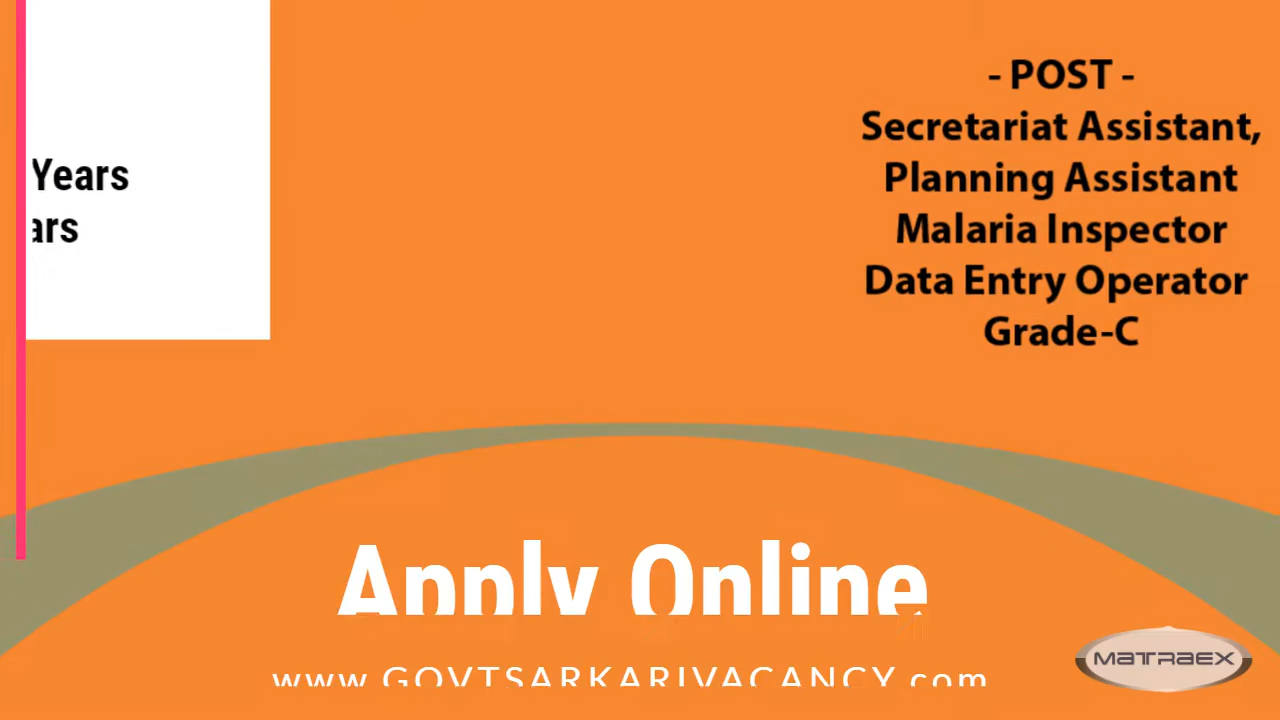 Years
ars
- POST -
Secretariat Assistant,
Planning Assistant
Malaria Inspector
Data Entry Operator
Grade-C
Apply Online
www.GOVTSARKARIVACANCY.com
MATRAEX